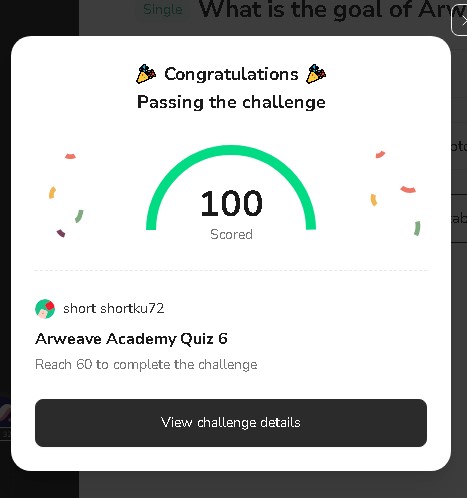 Single What is the goal of Arw
Congratulations
Passing the challenge
100
Scored
short shortku72
Arweave Academy Quiz 6
Reach 60 to complete the challenge
View challenge details